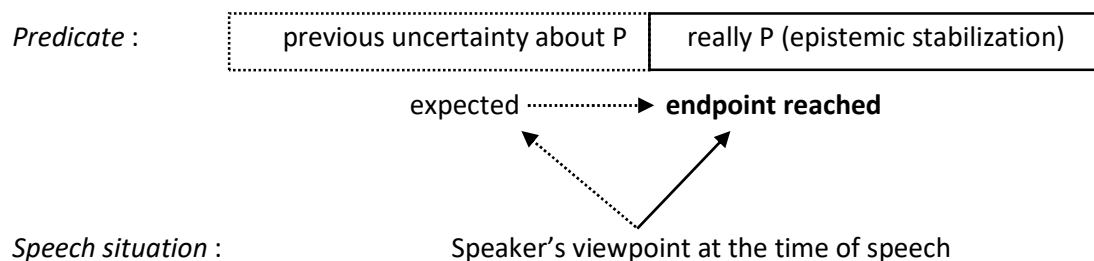 Predicate : previous uncertainty about P really P (epistemic stabilization)
expected endpoint reached
Speech situation : Speaker’s viewpoint at the time of speech